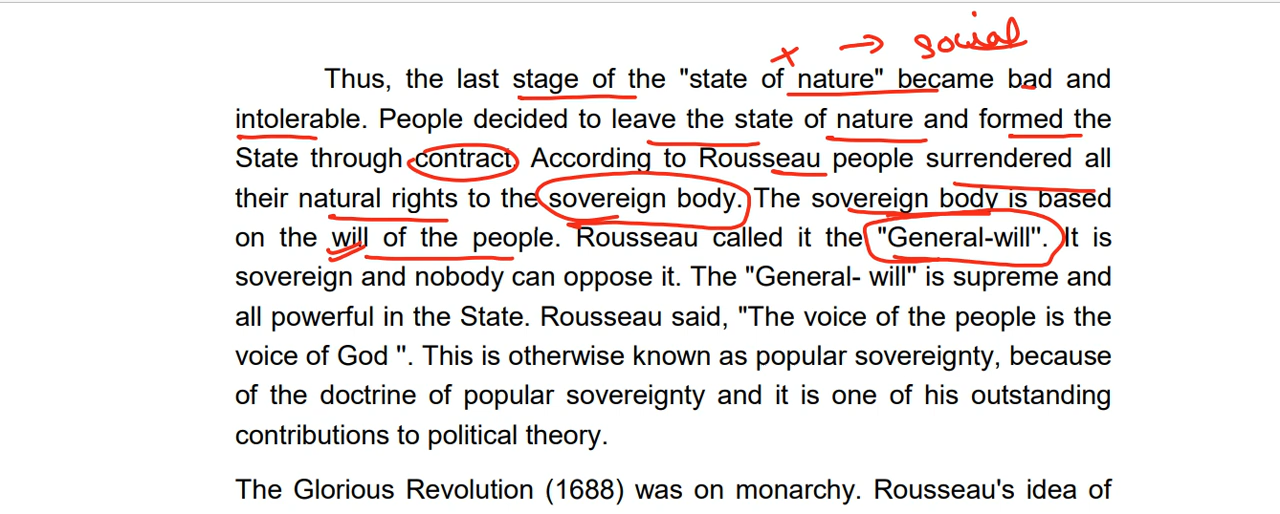 x → social
Thus, the last stage of the "state of nature" became bad and
intolerable. People decided to leave the state of nature and formed the
State through contract. According to Rousseau people surrendered all
their natural rights to the sovereign body. The sovereign body is based
on the will of the people. Rousseau called it the "General-will". It is
sovereign and nobody can oppose it. The "General- will" is supreme and
all powerful in the State. Rousseau said, "The voice of the people is the
voice of God ". This is otherwise known as popular sovereignty, because
of the doctrine of popular sovereignty and it is one of his outstanding
contributions to political theory.
The Glorious Revolution (1688) was on monarchy. Rousseau's idea of